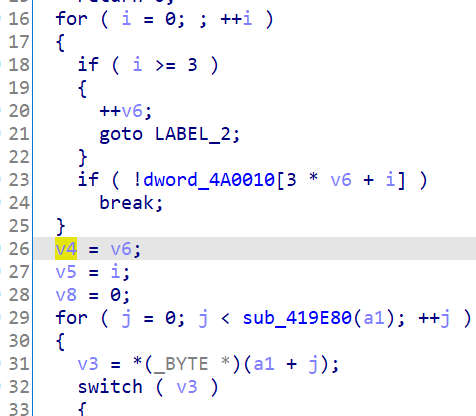 16 for ( i = 0; ; ++i )
17 {
18 if ( i >= 3 )
19 {
20 ++v6;
21 goto LABEL_2;
22 }
23 if ( !dword_4A0010[3 * v6 + i] )
24 break;
25 }
26 v4 = v6;
27 v5 = i;
28 v8 = 0;
29 for ( j = 0; j < sub_419E80(a1); ++j )
30 {
31 v3 = *(_BYTE *)(a1 + j);
32 switch ( v3 )
33 {